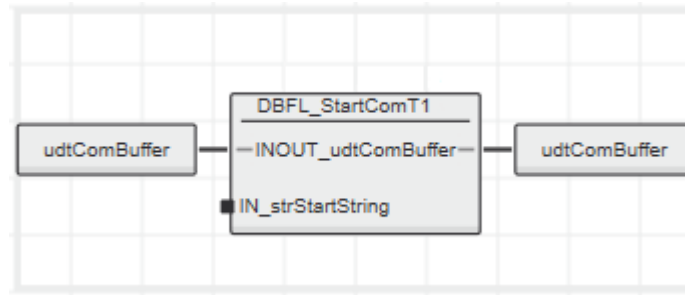 DBFL_StartComT1
udtComBuffer
INOUT_udtComBuffer
udtComBuffer
IN_strStartString